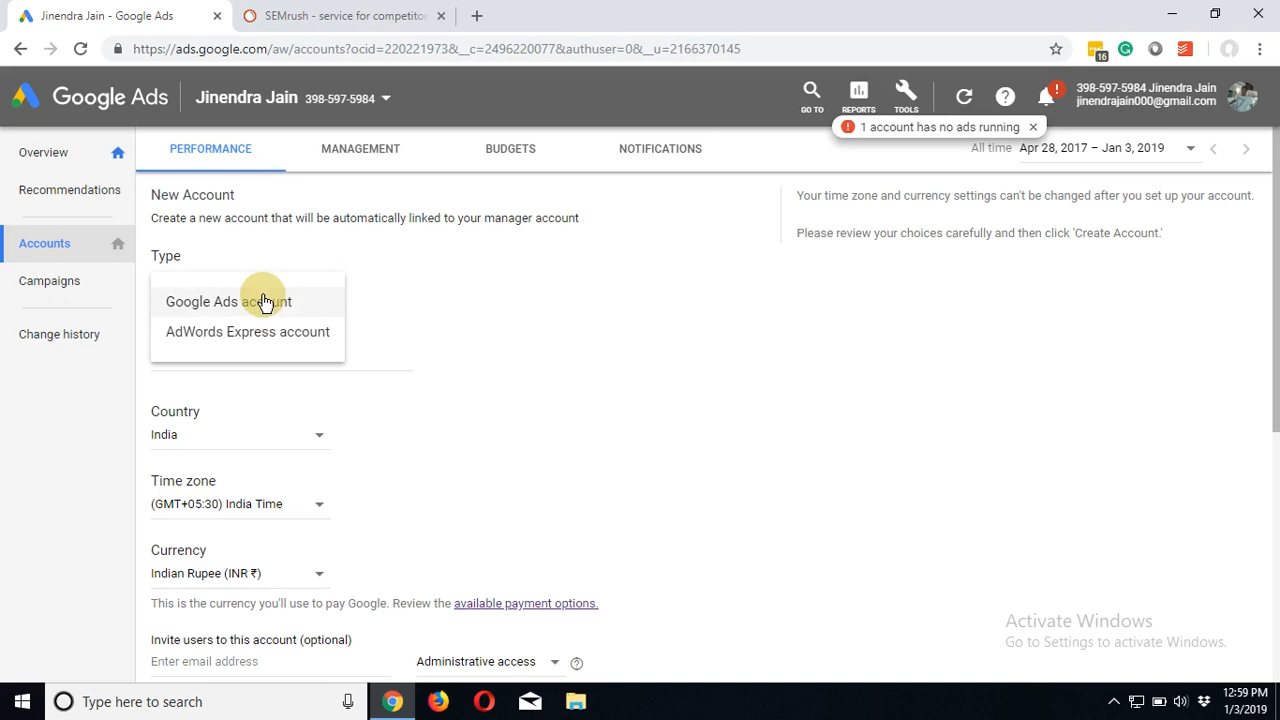 Jinendra Jain - Google Ads
SEMrush - service for competitor
https://ads.google.com/aw/accounts?ocid=220221973&__c=2496220077&authuser=0&__u=2166370145
16
Google Ads
Jinendra Jain 398-597-5984
GO TO
REPORTS
TOOLS
398-597-5984 Jinendra Jain
jinendrajain000@gmail.com
1 account has no ads running
Overview
Recommendations
Accounts
Campaigns
Change history
PERFORMANCE
MANAGEMENT
BUDGETS
NOTIFICATIONS
All time Apr 28, 2017 – Jan 3, 2019
New Account
Create a new account that will be automatically linked to your manager account
Your time zone and currency settings can't be changed after you set up your account.
Please review your choices carefully and then click 'Create Account.'
Type
Google Ads account
AdWords Express account
Country
India
Time zone
(GMT+05:30) India Time
Currency
Indian Rupee (INR ₹)
This is the currency you'll use to pay Google. Review the available payment options.
Invite users to this account (optional)
Enter email address
Administrative access
Activate Windows
Go to Settings to activate Windows.
Type here to search
12:59 PM
1/3/2019